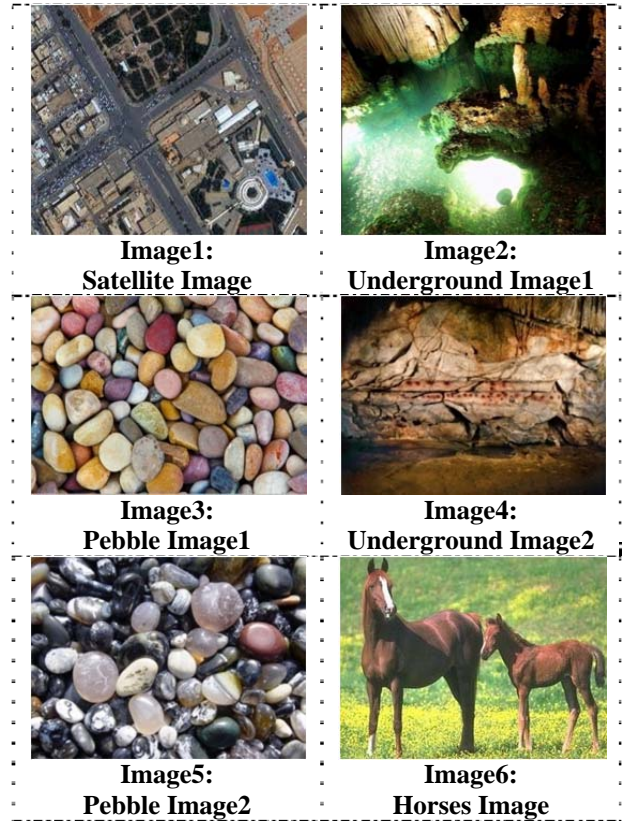 Image1:
Satellite Image
Image2:
Underground Image1
Image3:
Pebble Image1
Image4:
Underground Image2
Image5:
Pebble Image2
Image6:
Horses Image